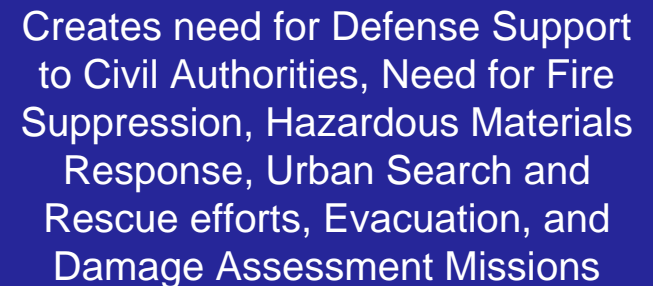 Creates need for Defense Support
to Civil Authorities, Need for Fire
Suppression, Hazardous Materials
Response, Urban Search and
Rescue efforts, Evacuation, and
Damage Assessment Missions